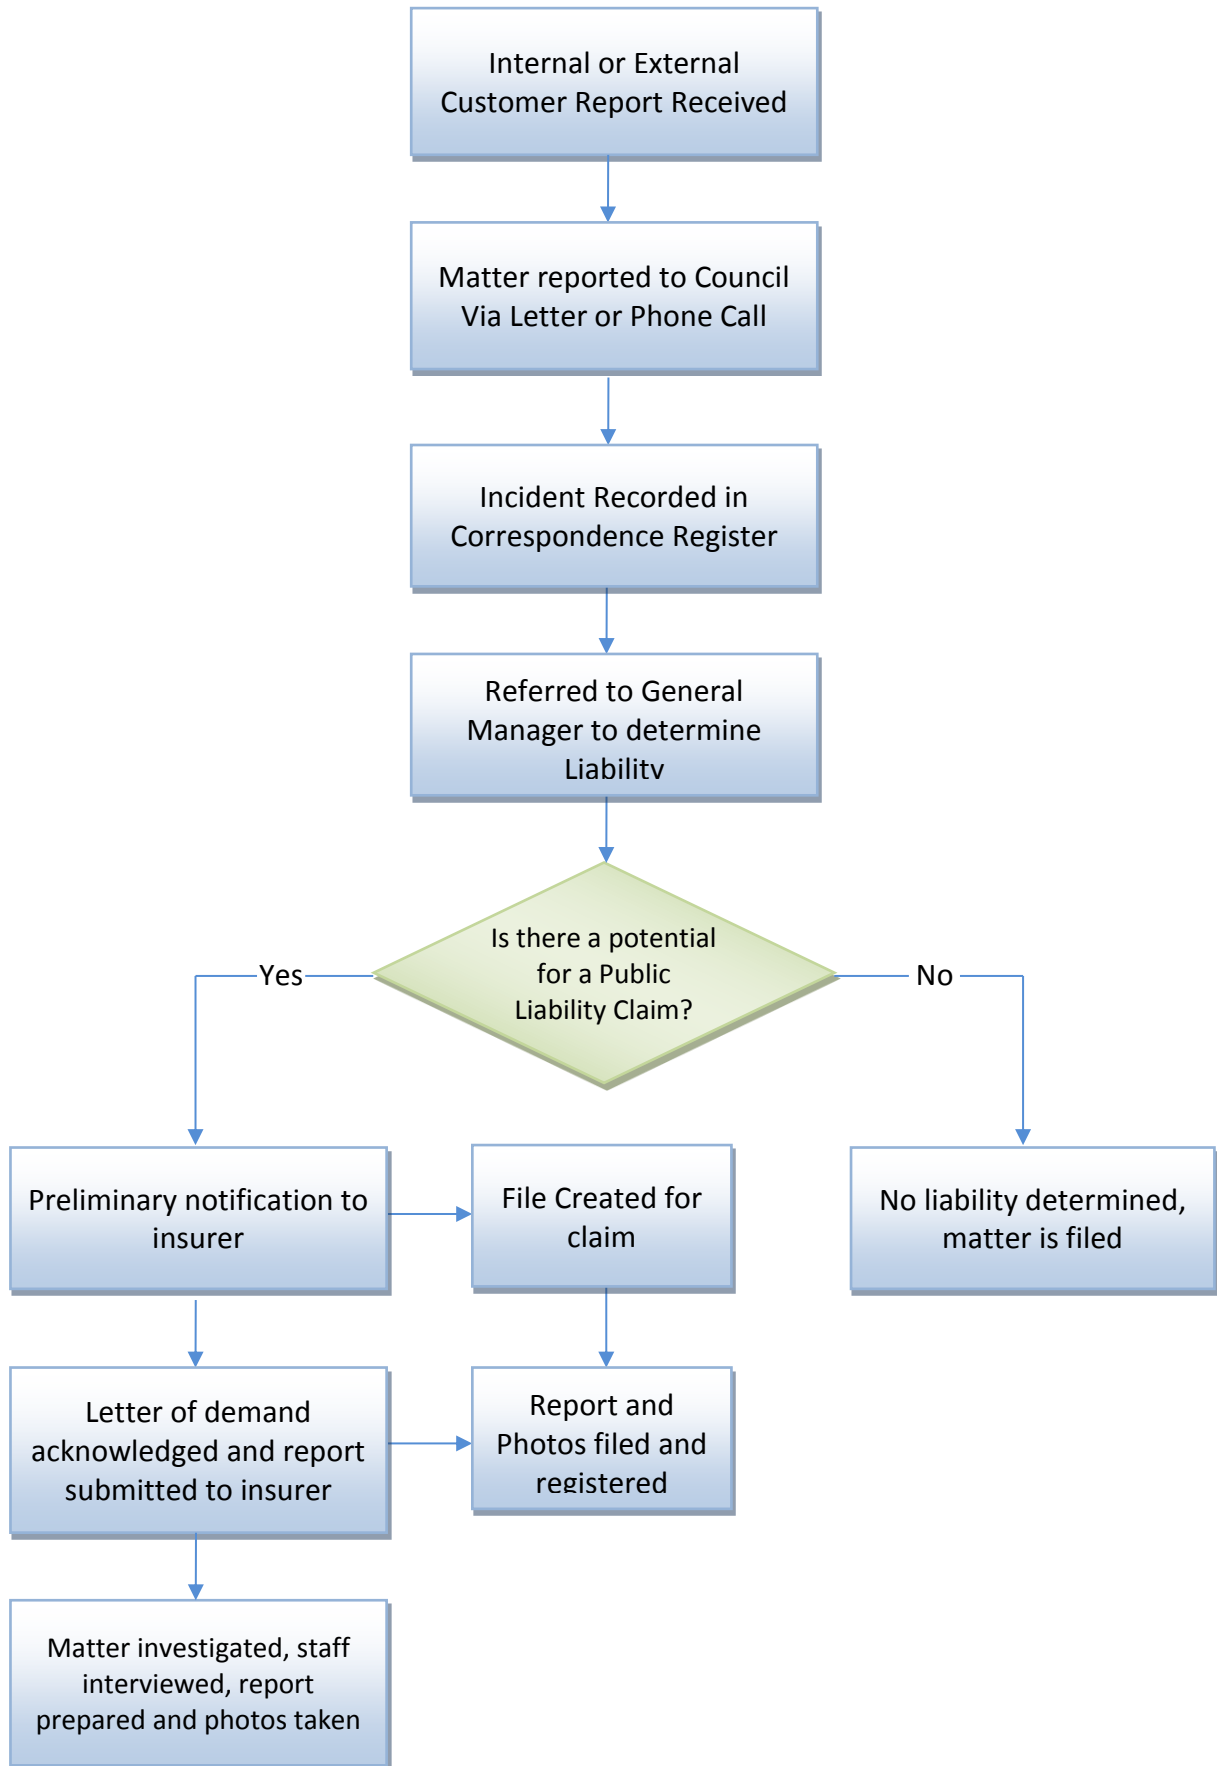 Internal or External
Customer Report Received
Matter reported to Council
Via Letter or Phone Call
Incident Recorded in
Correspondence Register
Referred to General
Manager to determine
Liability
Is there a potential
for a Public
Liability Claim?
Yes
No
Preliminary notification to
insurer
File Created for
claim
No liability determined,
matter is filed
Letter of demand
acknowledged and report
submitted to insurer
Report and
Photos filed and
registered
Matter investigated, staff
interviewed, report
prepared and photos taken